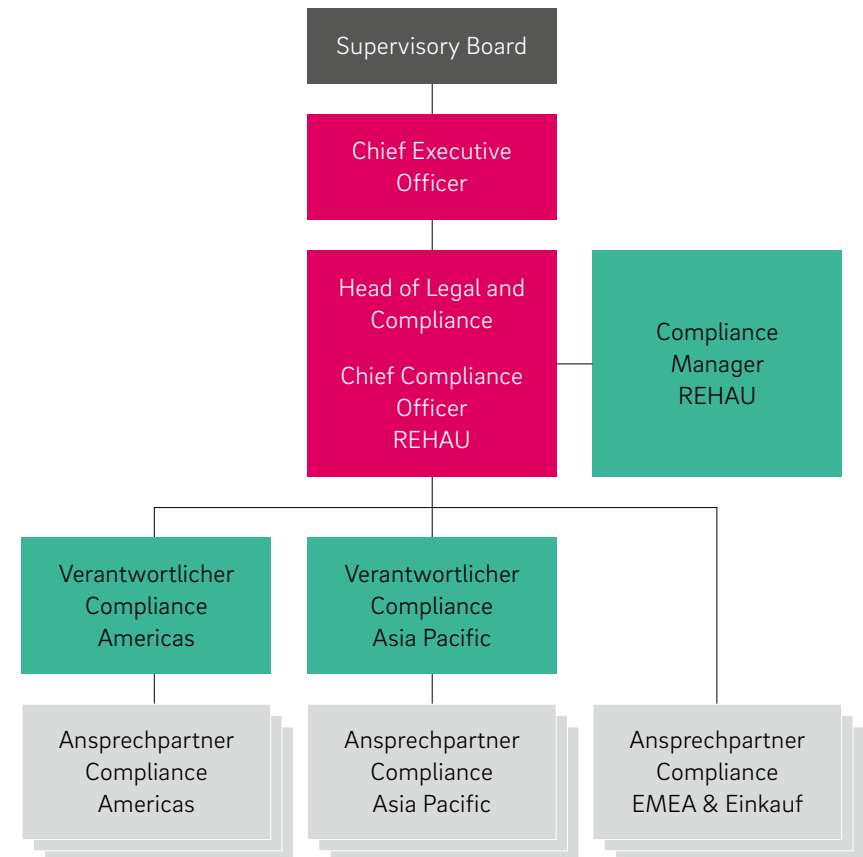 Supervisory Board
Chief Executive
Officer
Head of Legal and
Compliance
Chief Compliance
Officer
REHAU
Compliance
Manager
REHAU
Verantwortlicher
Compliance
Americas
Verantwortlicher
Compliance
Asia Pacific
Ansprechpartner
Compliance
Americas
Ansprechpartner
Compliance
Asia Pacific
Ansprechpartner
Compliance
EMEA & Einkauf